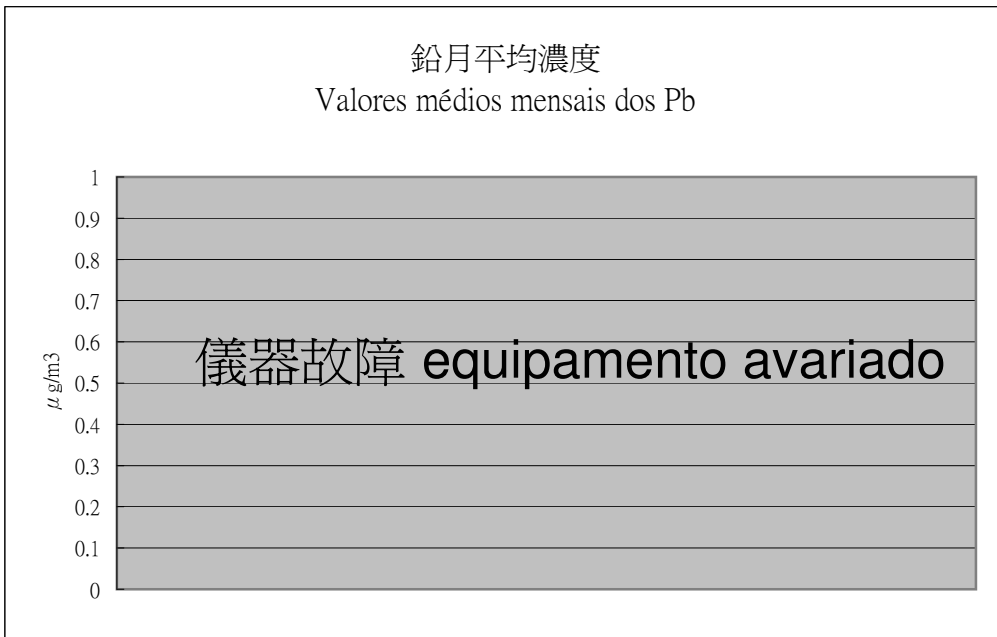 鉛月平均濃度
Valores médios mensais dos Pb
1
0.9
0.8
0.7
0.6
儀器故障 equipamento avariado
0.5
0.4
0.3
0.2
0.1
0
μg/m3